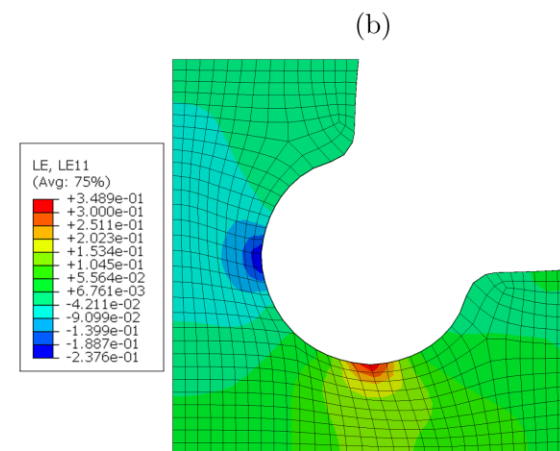 (b)
LE, LE11
(Avg: 75%)
+3.489e-01
+3.000e-01
+2.511e-01
+2.023e-01
+1.534e-01
+1.045e-01
+5.564e-02
+6.761e-03
-4.211e-02
-9.099e-02
-1.399e-01
-1.887e-01
-2.376e-01